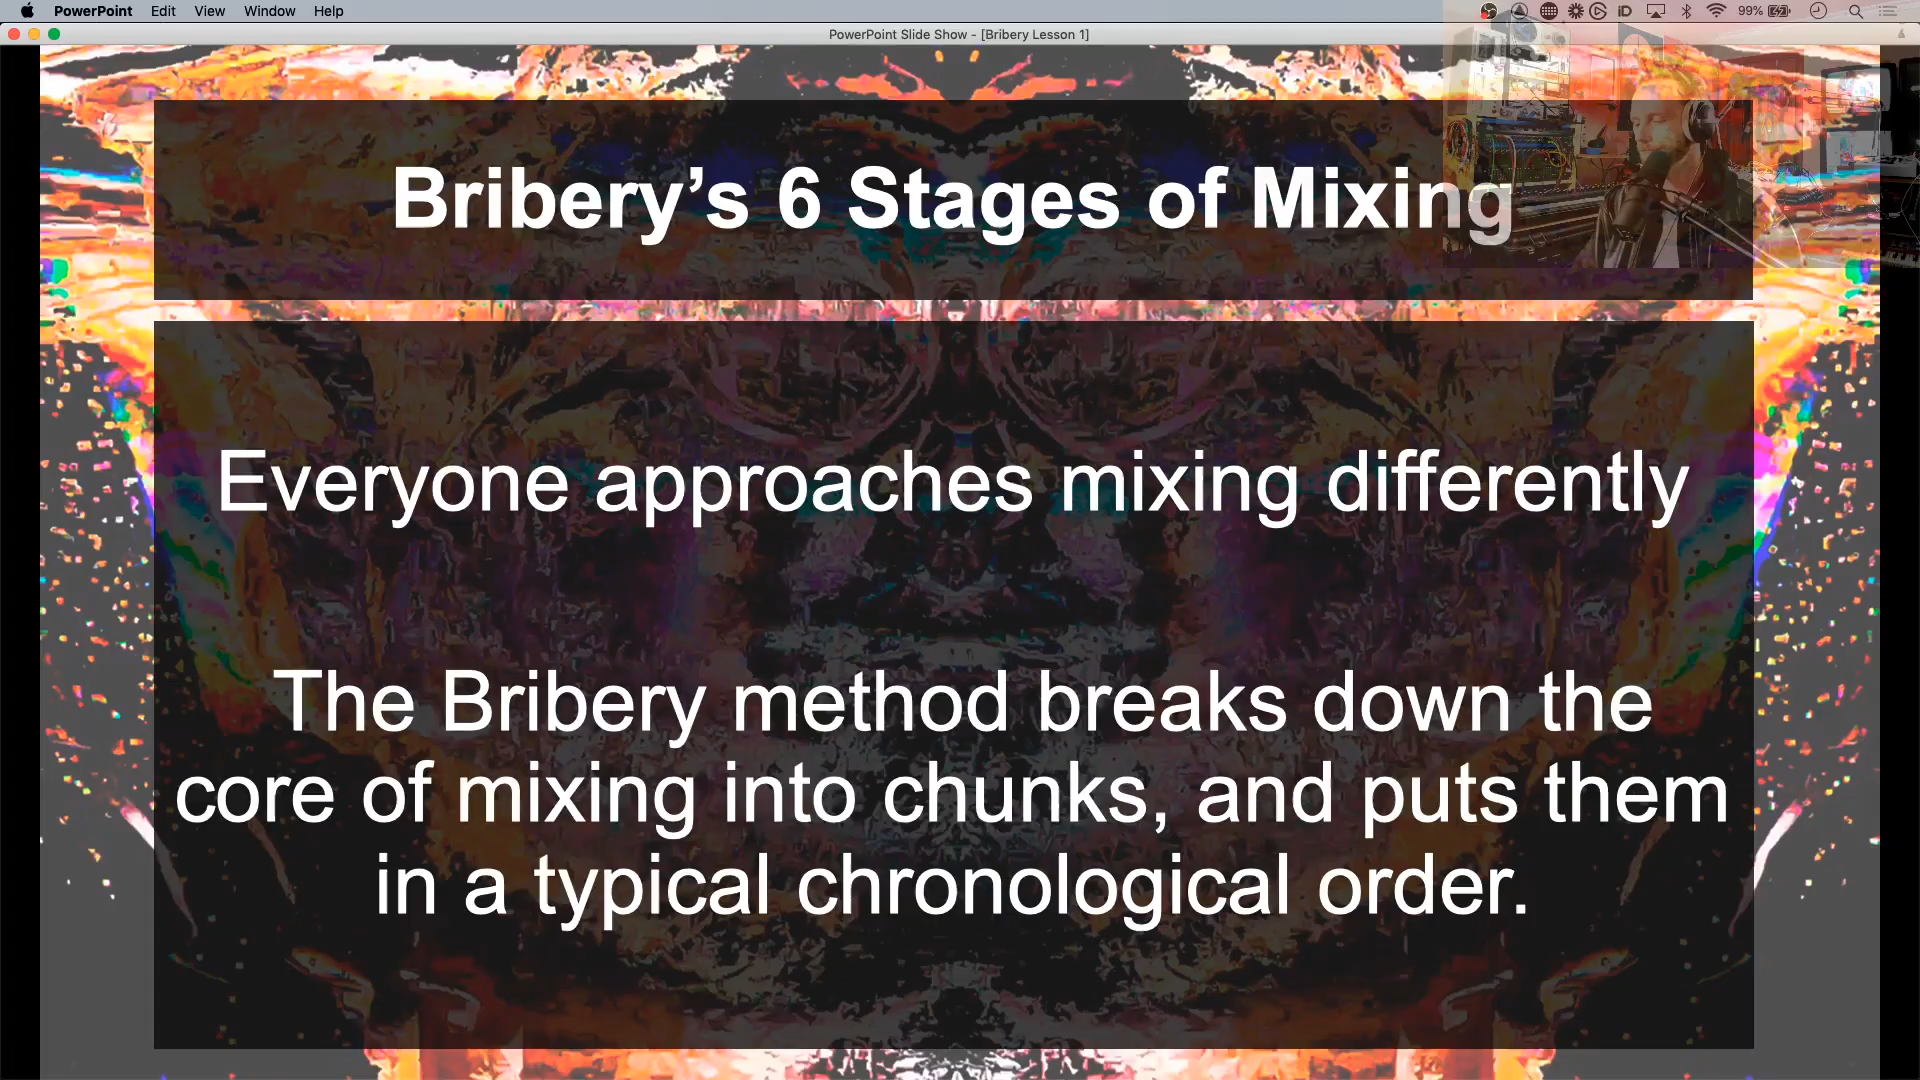 PowerPoint Edit View Window Help
iD 99%
PowerPoint Slide Show - [Bribery Lesson 1]
Bribery’s 6 Stages of Mixing
Everyone approaches mixing differently
The Bribery method breaks down the
core of mixing into chunks, and puts them
in a typical chronological order.